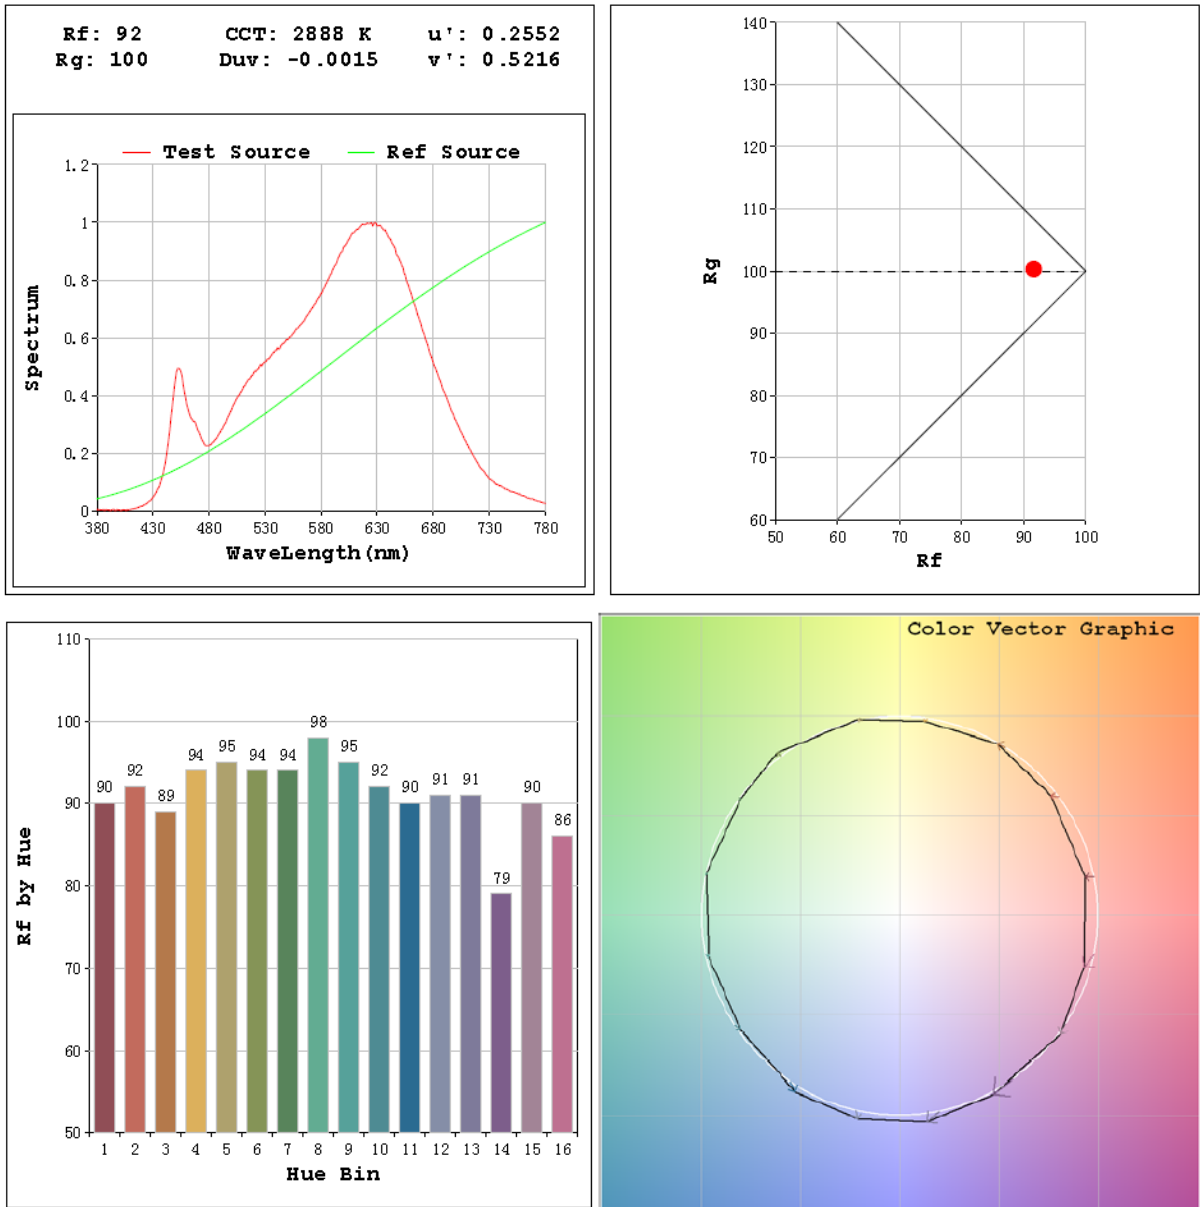 Rf: 92 CCT: 2888 K u': 0.2552
Rg: 100 Duv: -0.0015 v': 0.5216
Test Source Ref Source
1.2
1
0.8
0.6
0.4
0.2
0
Spectrum
380 430 480 530 580 630 680 730 780
WaveLength(nm)
140
130
120
110
100
90
80
70
60
Rg
50 60 70 80 90 100
Rf
110
100
90
80
70
60
50
Rf by Hue
90 92 89 94 95 94 94 98 95 92 90 91 91 79 90 86
1 2 3 4 5 6 7 8 9 10 11 12 13 14 15 16
Hue Bin
Color Vector Graphic